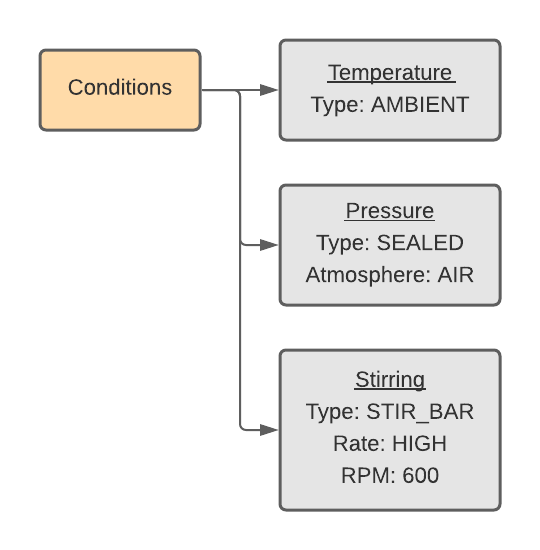 Conditions
Temperature
Type: AMBIENT
Pressure
Type: SEALED
Atmosphere: AIR
Stirring
Type: STIR_BAR
Rate: HIGH
RPM: 600